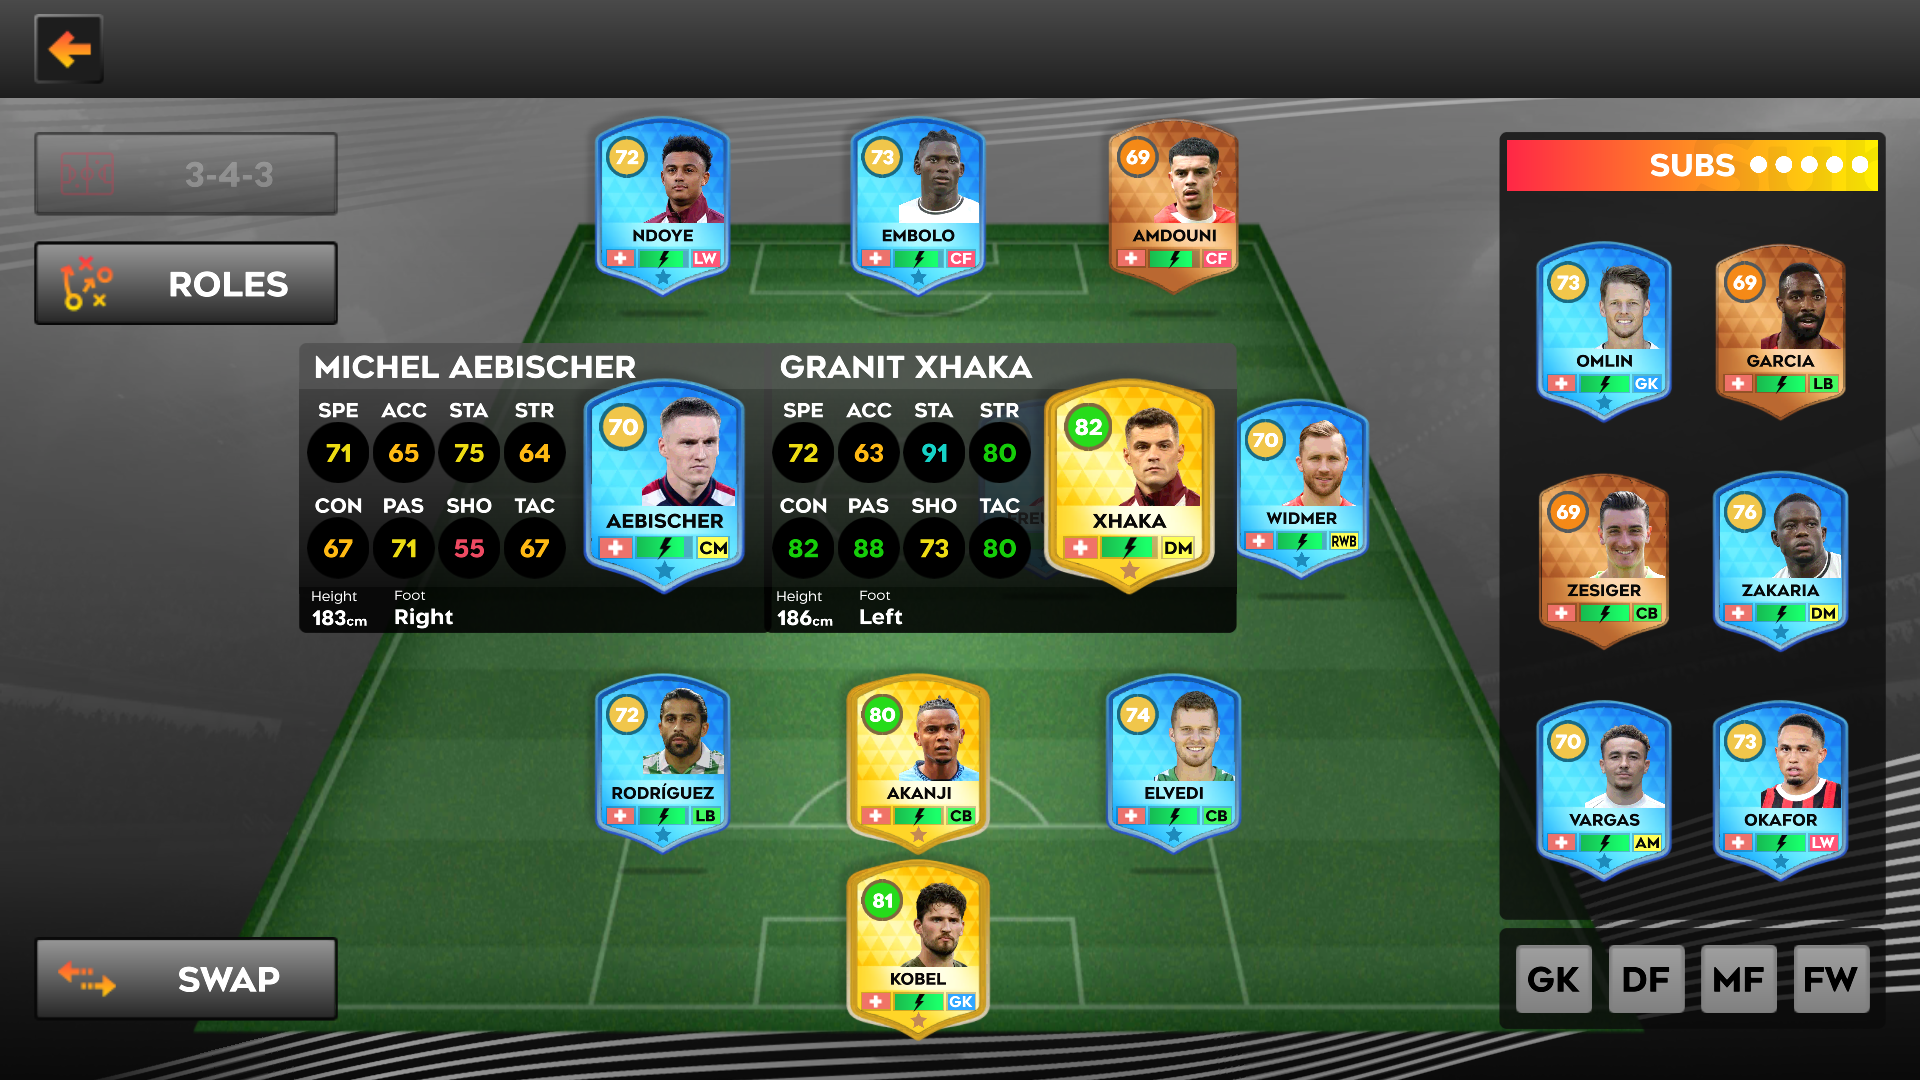 3-4-3
ROLES
SWAP
72
NDOYE
LW
73
EMBOLO
CF
69
AMDOUNI
CF
MICHEL AEBISCHER
SPE ACC STA STR
71 65 75 64
CON PAS SHO TAC
67 71 55 67
Height Foot
183cm Right
70
AEBISCHER
CM
GRANIT XHAKA
SPE ACC STA STR
72 63 91 80
CON PAS SHO TAC
82 88 73 80
Height Foot
186cm Left
82
XHAKA
DM
70
WIDMER
RWB
72
RODRÍGUEZ
LB
80
AKANJI
CB
74
ELVEDI
CB
81
KOBEL
GK
SUBS
73
OMLIN
GK
69
GARCIA
LB
69
ZESIGER
CB
76
ZAKARIA
DM
70
VARGAS
AM
73
OKAFOR
LW
GK DF MF FW